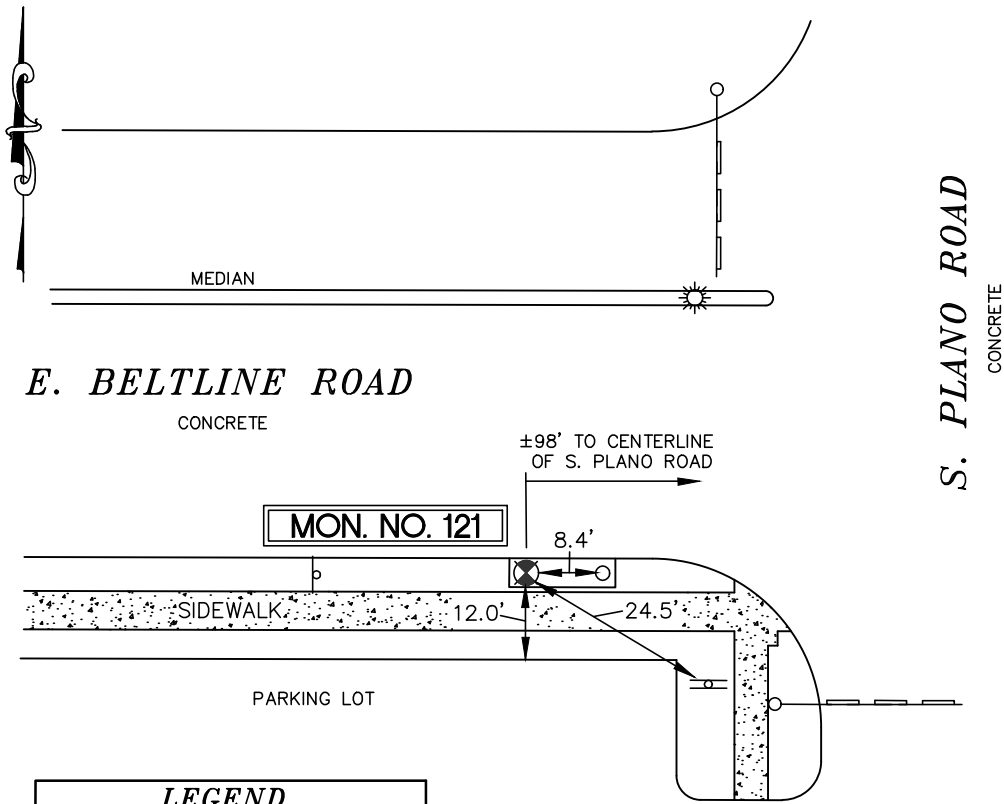 MEDIAN
E. BELTLINE ROAD
CONCRETE
S. PLANO ROAD
CONCRETE
±98' TO CENTERLINE
OF S. PLANO ROAD
MON. NO. 121
8.4'
SIDEWALK
12.0'
24.5'
PARKING LOT
LEGEND